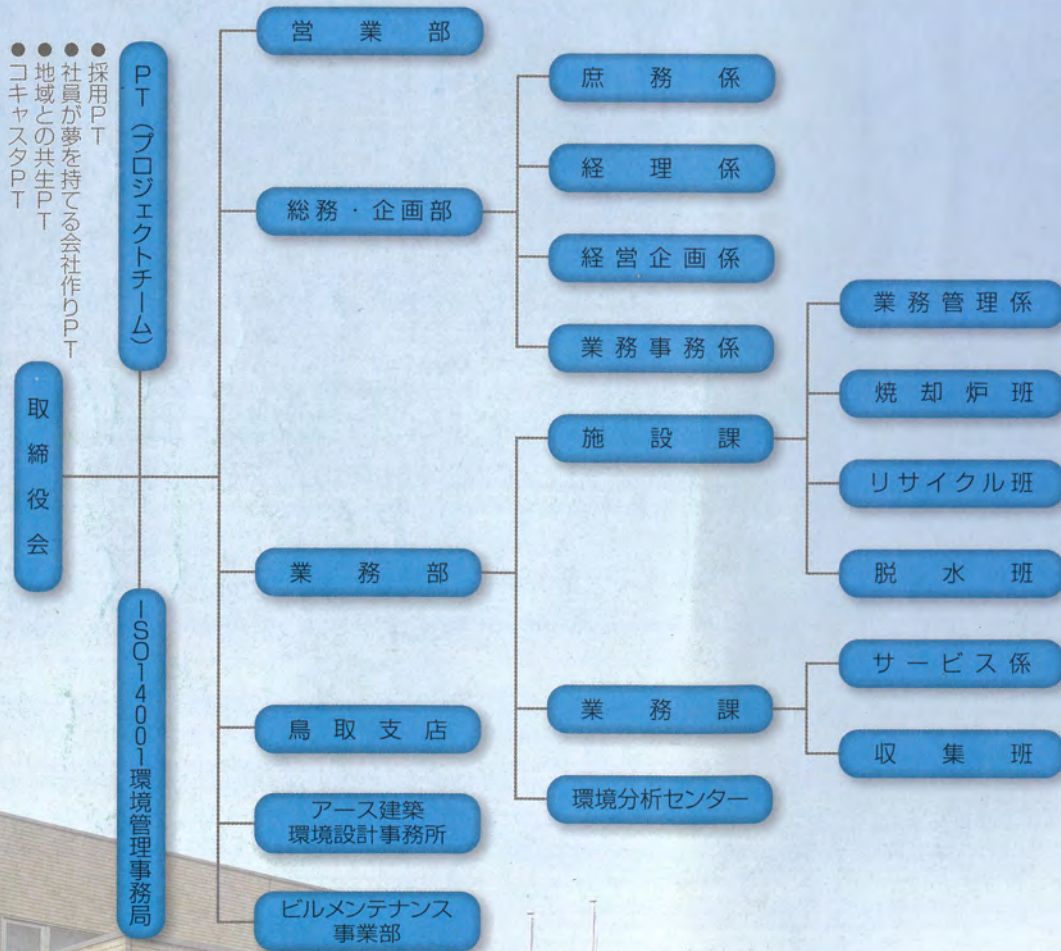 ● 採用PT
● 社員が夢を持てる会社作りPT
● 地域との共生PT
● コキャスタPT
PT（プロジェクトチーム）
取締役会
ISO14001環境管理事務局
営業部
総務・企画部
庶務係
経理係
経営企画係
業務事務係
業務部
施設課
業務管理係
焼却炉班
リサイクル班
脱水班
業務課
サービス係
収集班
環境分析センター
鳥取支店
アース建築
環境設計事務所
ビルメンテナンス
事業部